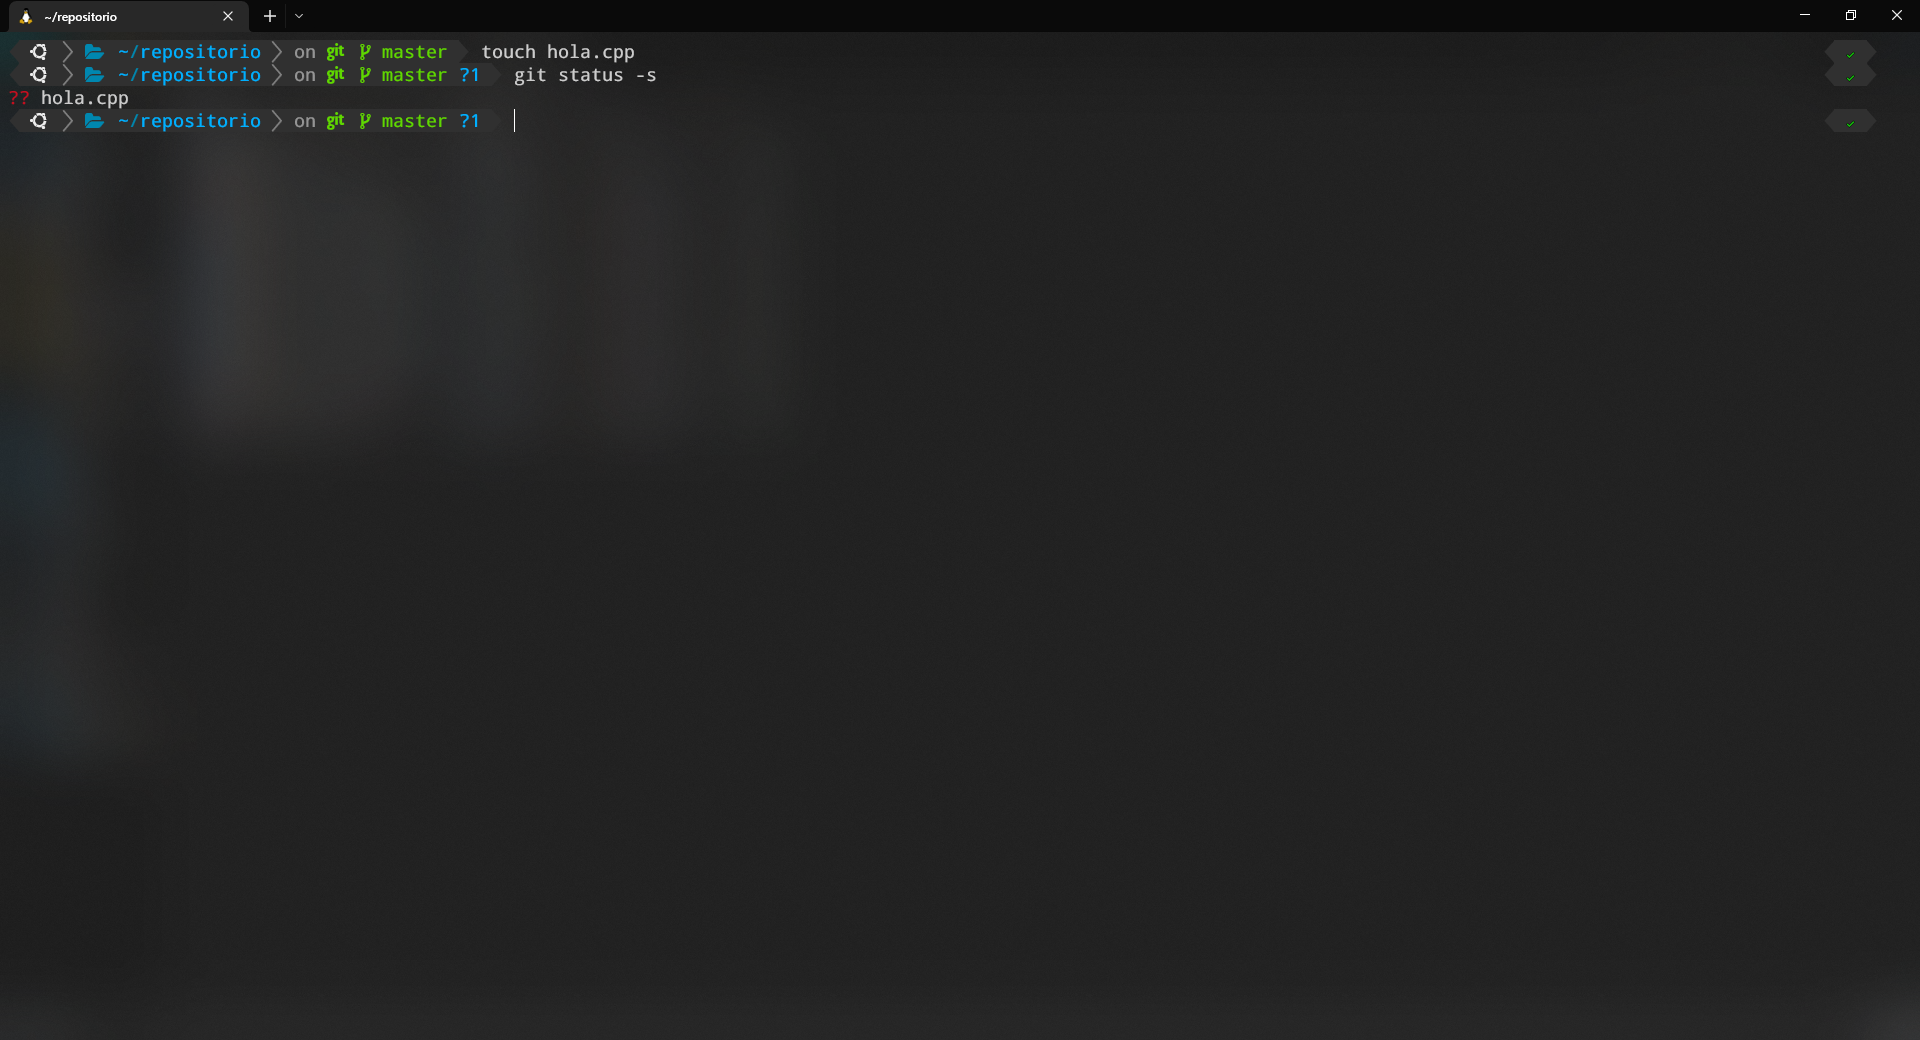 ~/repositorio
~/repositorio on git master touch hola.cpp
~/repositorio on git master ?1 git status -s
?? hola.cpp
~/repositorio on git master ?1